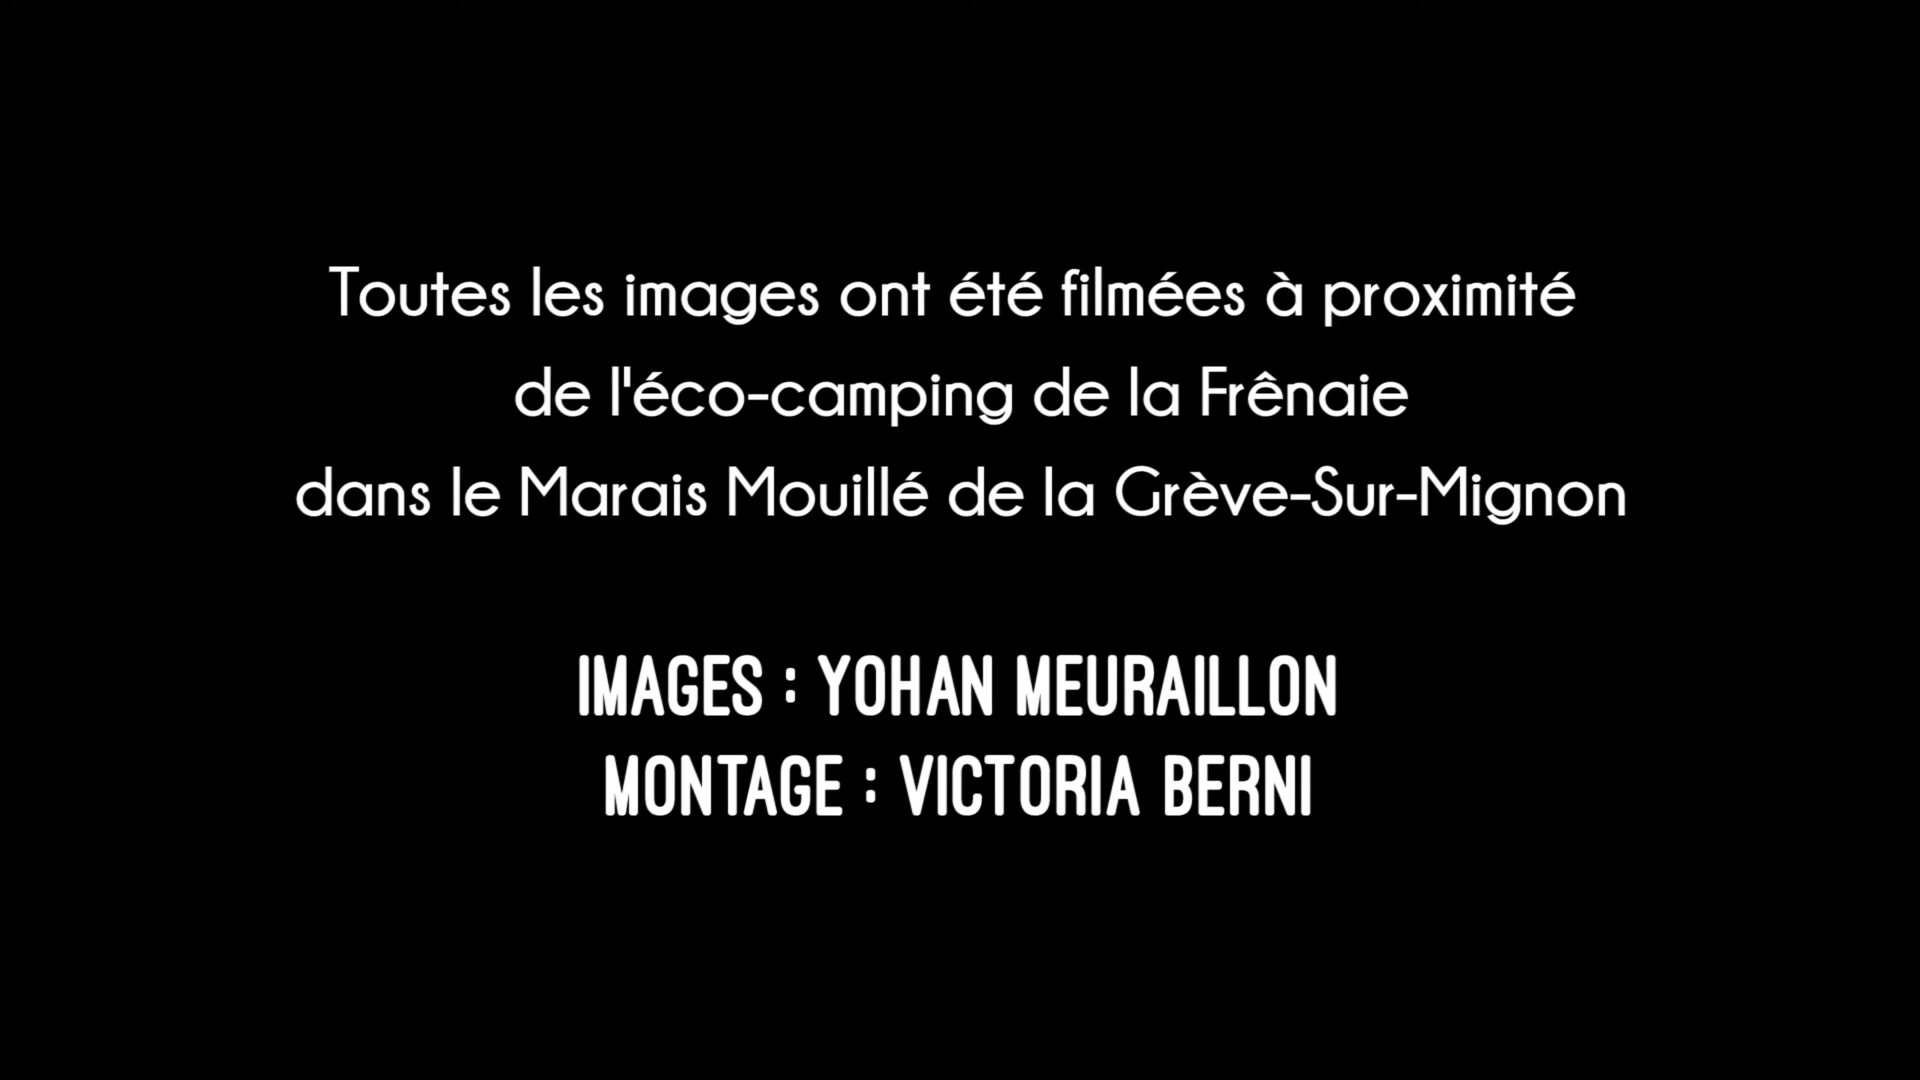 Toutes les images ont été filmées à proximité
de l'éco-camping de la Frênaie
dans le Marais Mouillé de la Grève-Sur-Mignon
IMAGES : YOHAN MEURAILLON
MONTAGE : VICTORIA BERNI